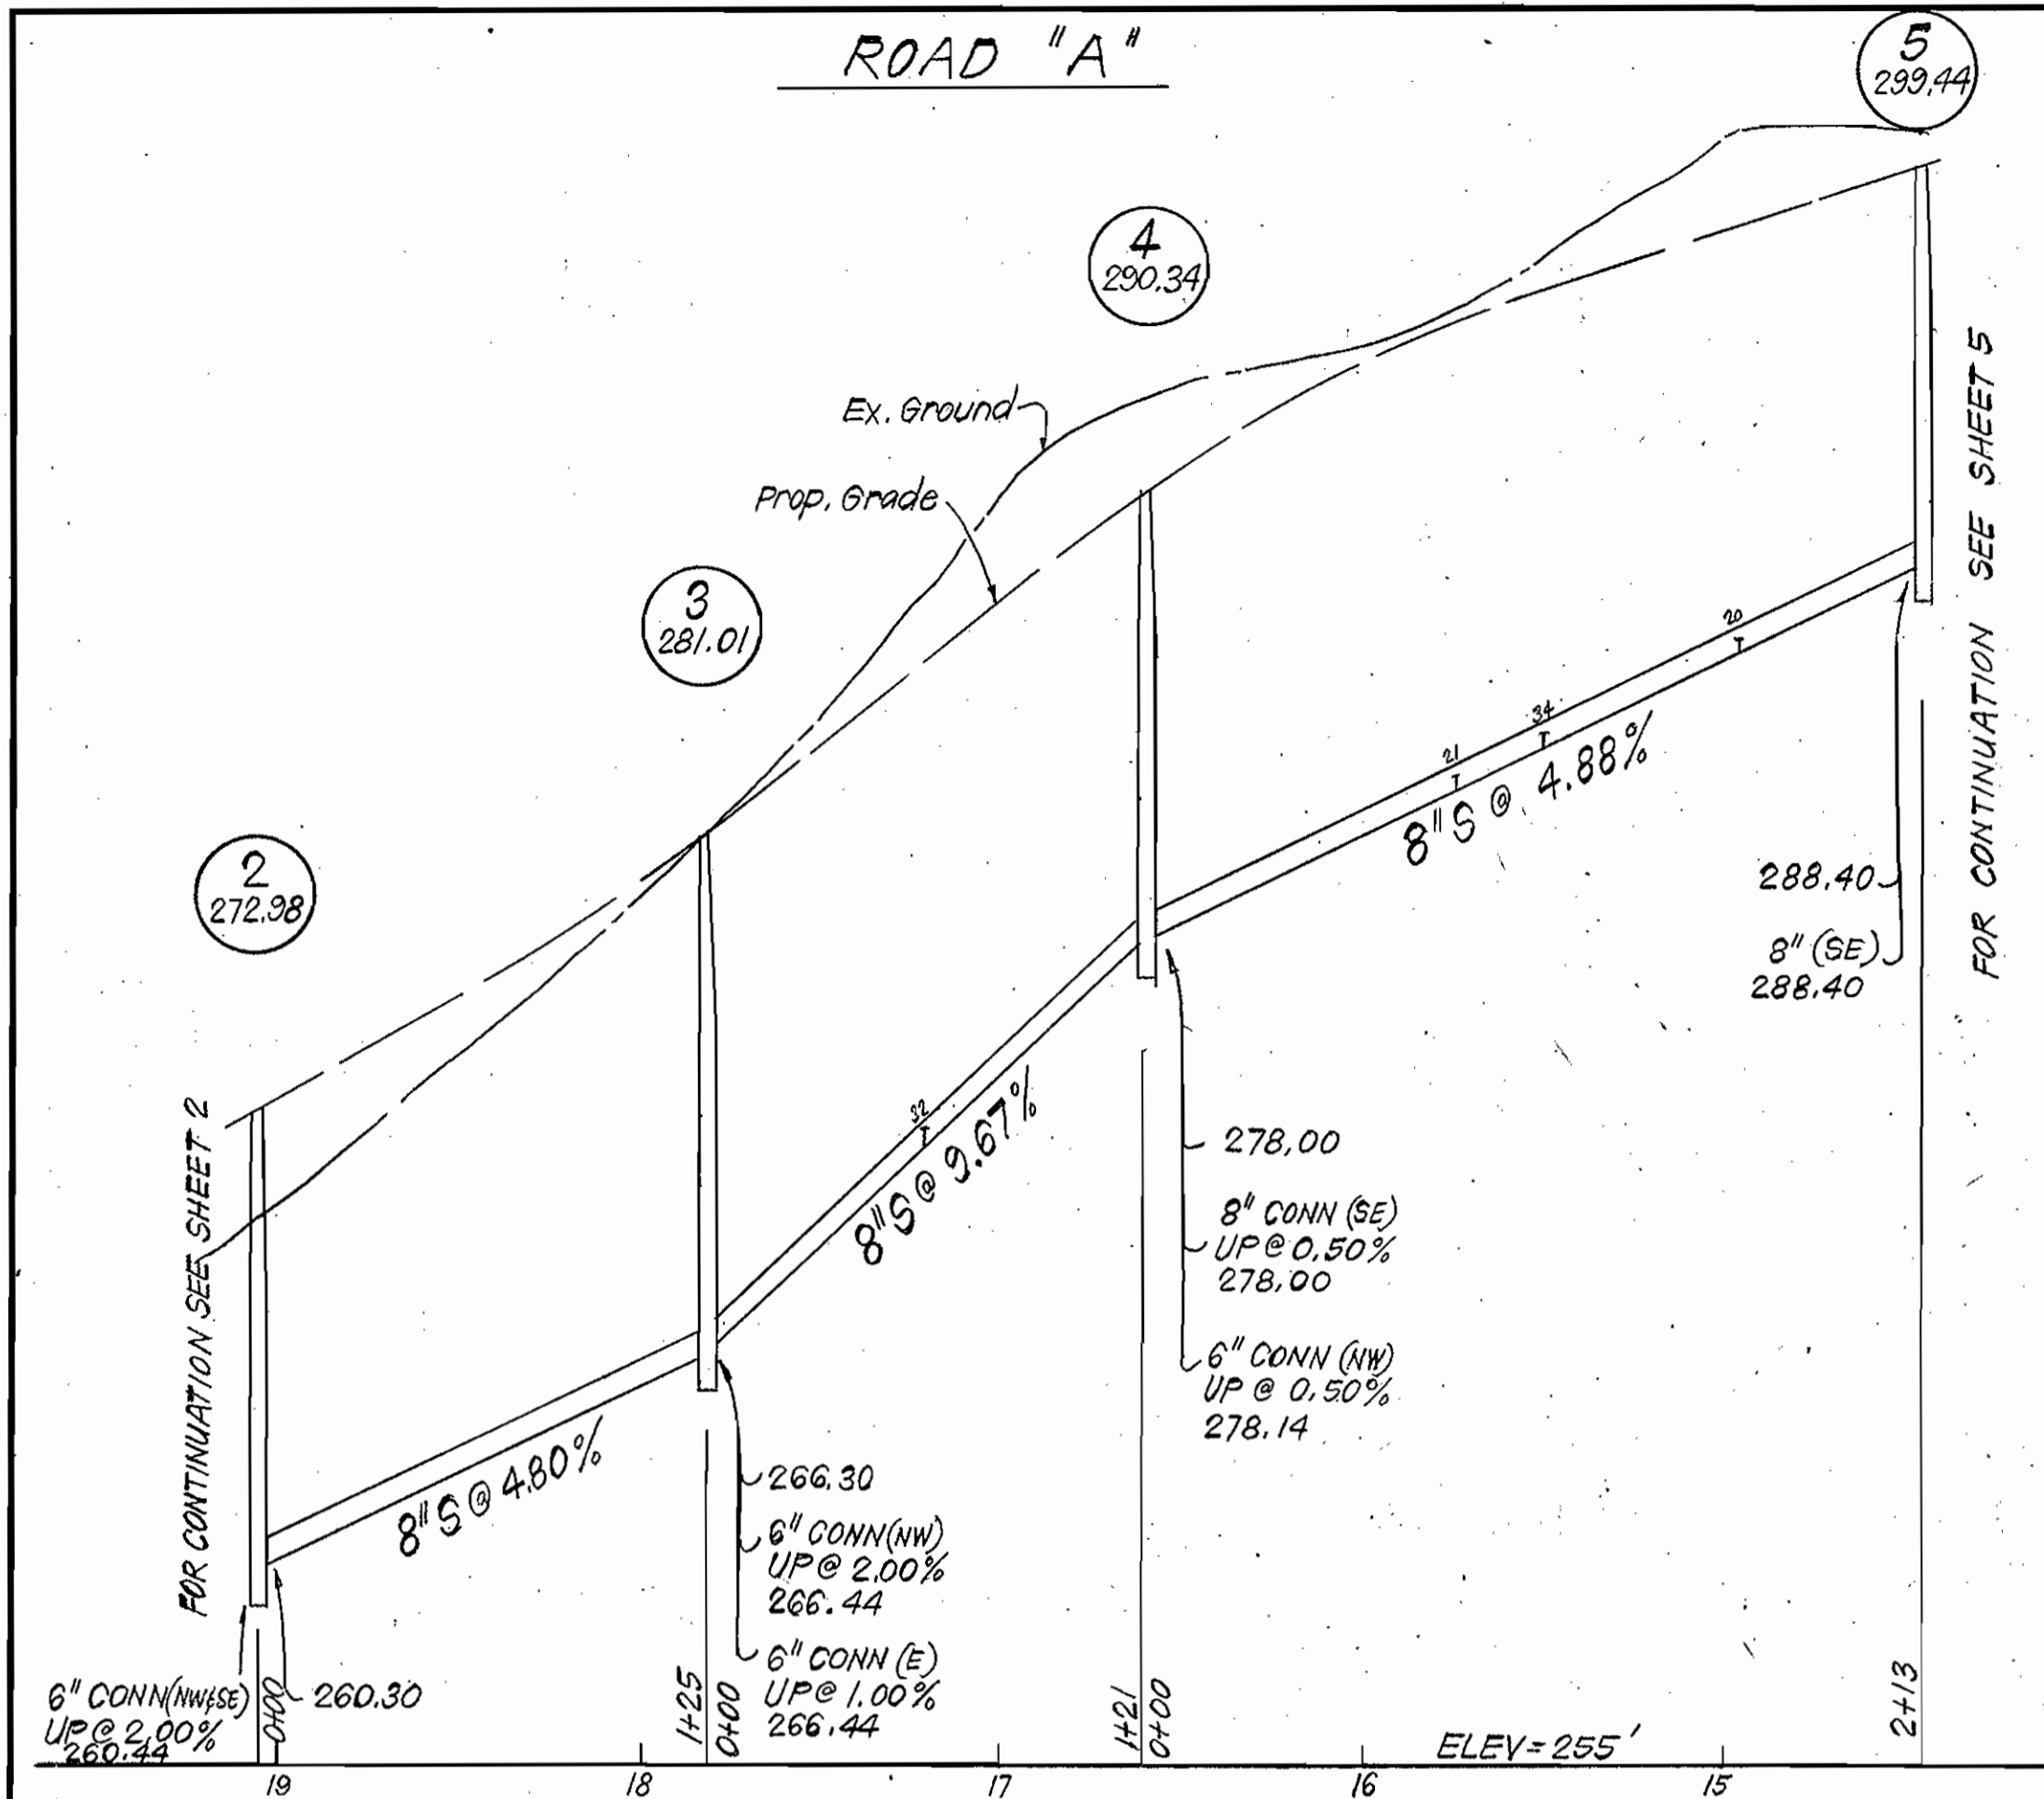 ROAD "A"
5
299.44
4
290.34
Ex. Ground
Prop. Grade
3
281.01
2
272.98
FOR CONTINUATION SEE SHEET 5
20
34
21
8" S @ 4.88%
288.40
8" (SE)
288.40
32
8" S @ 9.67%
278.00
8" CONN (SE)
UP @ 0.50%
278.00
6" CONN (NW)
UP @ 0.50%
278.14
FOR CONTINUATION SEE SHEET 2
8" S @ 4.80%
266.30
6" CONN (NW)
UP @ 2.00%
266.44
6" CONN (E)
UP @ 1.00%
266.44
6" CONN (NW&SE)
UP @ 2.00%
260.44
0+00
260.30
1+25
0+00
1+21
0+00
ELEV = 255'
2+13
19
18
17
16
15